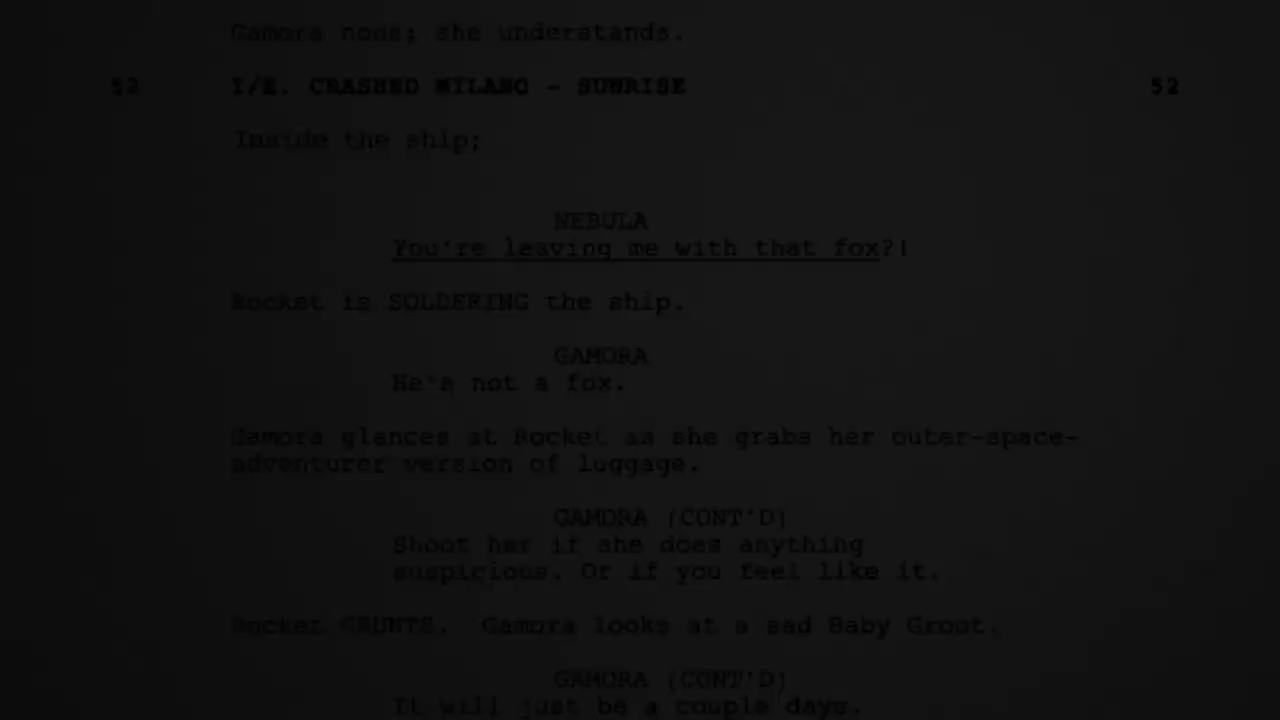 Gamora nods; she understands.
52 I/E. CRASHED MILANO - SUNRISE 52
Inside the ship;
NEBULA
You're leaving me with that fox?!
Rocket is SOLDERING the ship.
GAMORA
He's not a fox.
Gamora glances at Rocket as she grabs her outer-space-
adventurer version of luggage.
GAMORA (CONT'D)
Shoot her if she does anything
suspicious. Or if you feel like it.
Rocket GRUNTS. Gamora looks at a sad Baby Groot.
GAMORA (CONT'D)
It will just be a couple days.